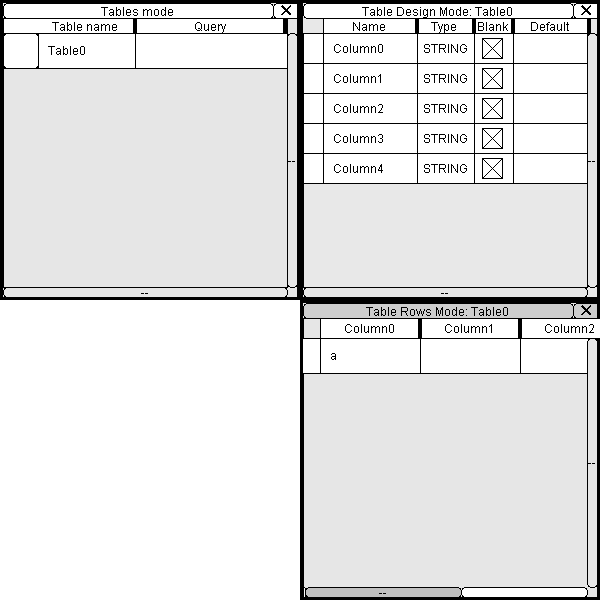 Tables mode
Table name Query
Table0
--
--
Table Design Mode: Table0
Name Type Blank Default
Column0 STRING
Column1 STRING
Column2 STRING
Column3 STRING
Column4 STRING
--
--
Table Rows Mode: Table0
Column0 Column1 Column2
a
--
--